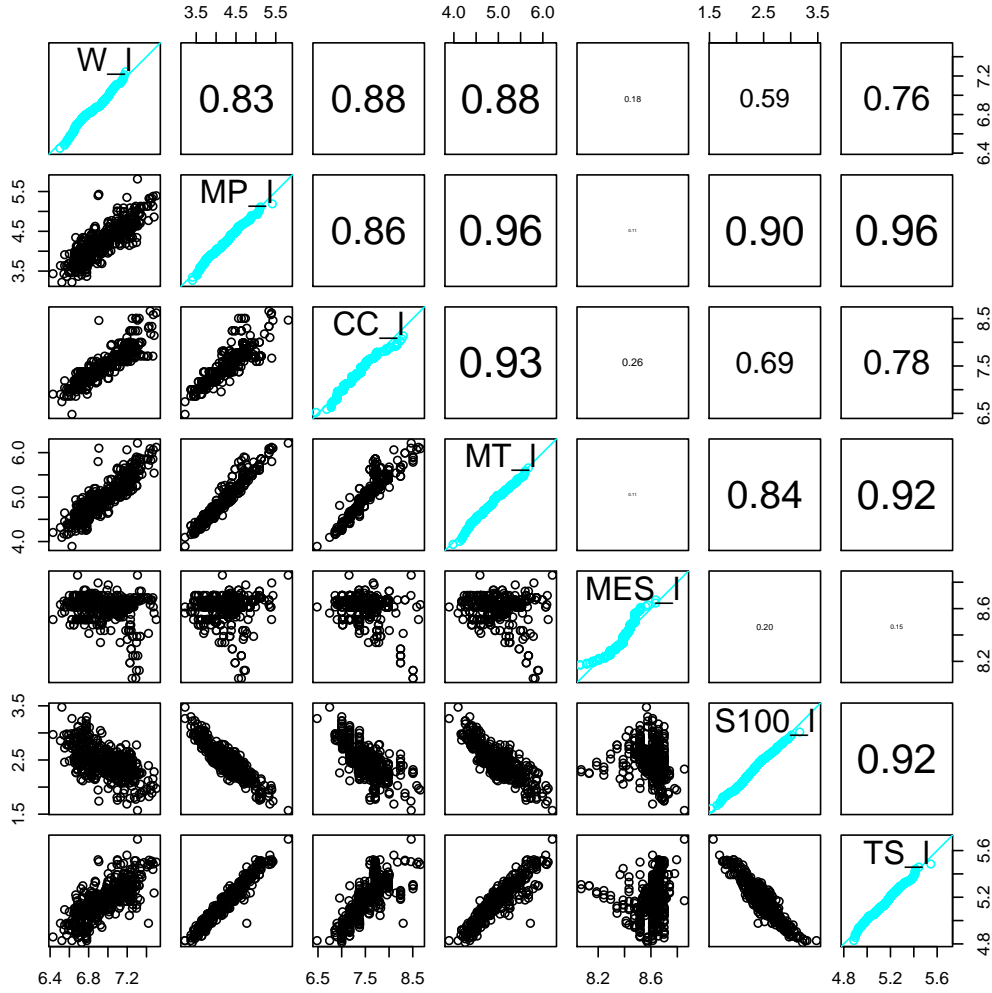 3.5 4.5 5.5 4.0 5.0 6.0 1.5 2.5 3.5
W_I 0.83 0.88 0.88 0.18 0.59 0.76 6.4 6.8 7.2
3.5 4.5 5.5 MP_I 0.86 0.96 0.11 0.90 0.96
CC_I 0.93 0.26 0.69 0.78 6.5 7.5 8.5
4.0 5.0 6.0 MT_I 0.11 0.84 0.92
MES_I 0.20 0.15 8.2 8.6
1.5 2.5 3.5 S100_I 0.92
TS_I 4.8 5.2 5.6
6.4 6.8 7.2 6.5 7.5 8.5 8.2 8.6 4.8 5.2 5.6